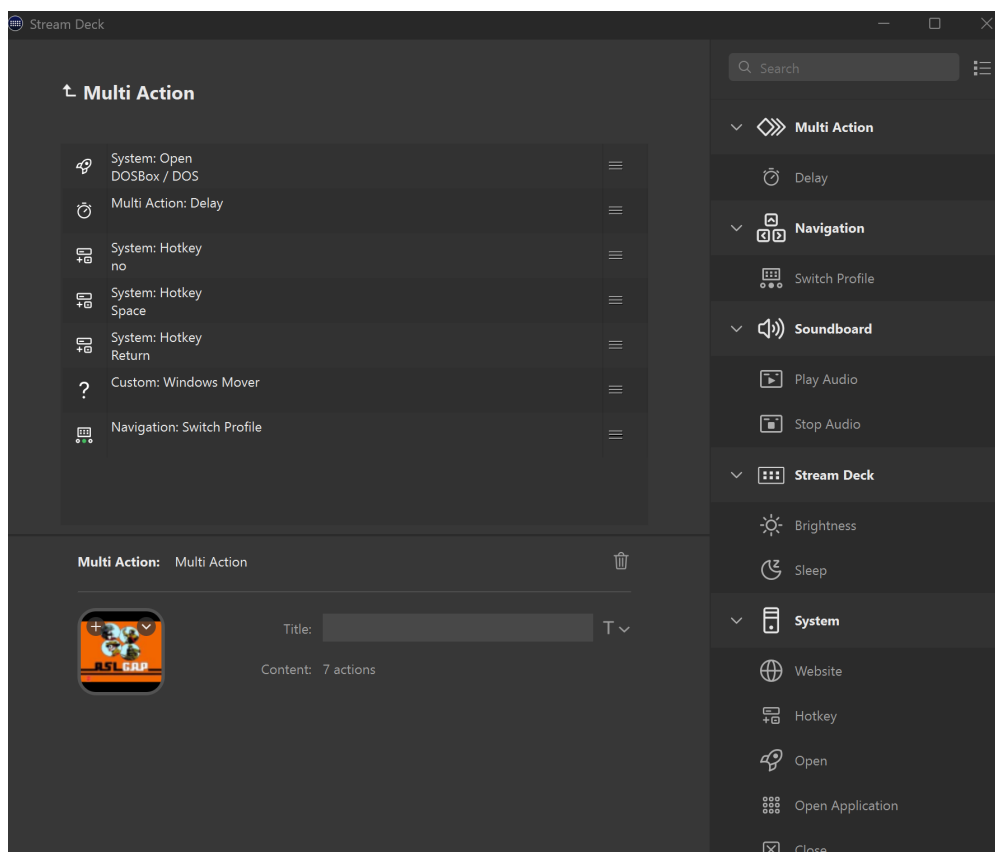 Stream Deck
Multi Action
System: Open
DOSBox / DOS
Multi Action: Delay
System: Hotkey
no
System: Hotkey
Space
System: Hotkey
Return
Custom: Windows Mover
Navigation: Switch Profile
Multi Action: Multi Action
Title:
T
Content: 7 actions
ASLGAP
Search
Multi Action
Delay
Navigation
Switch Profile
Soundboard
Play Audio
Stop Audio
Stream Deck
Brightness
Sleep
System
Website
Hotkey
Open
Open Application
Close